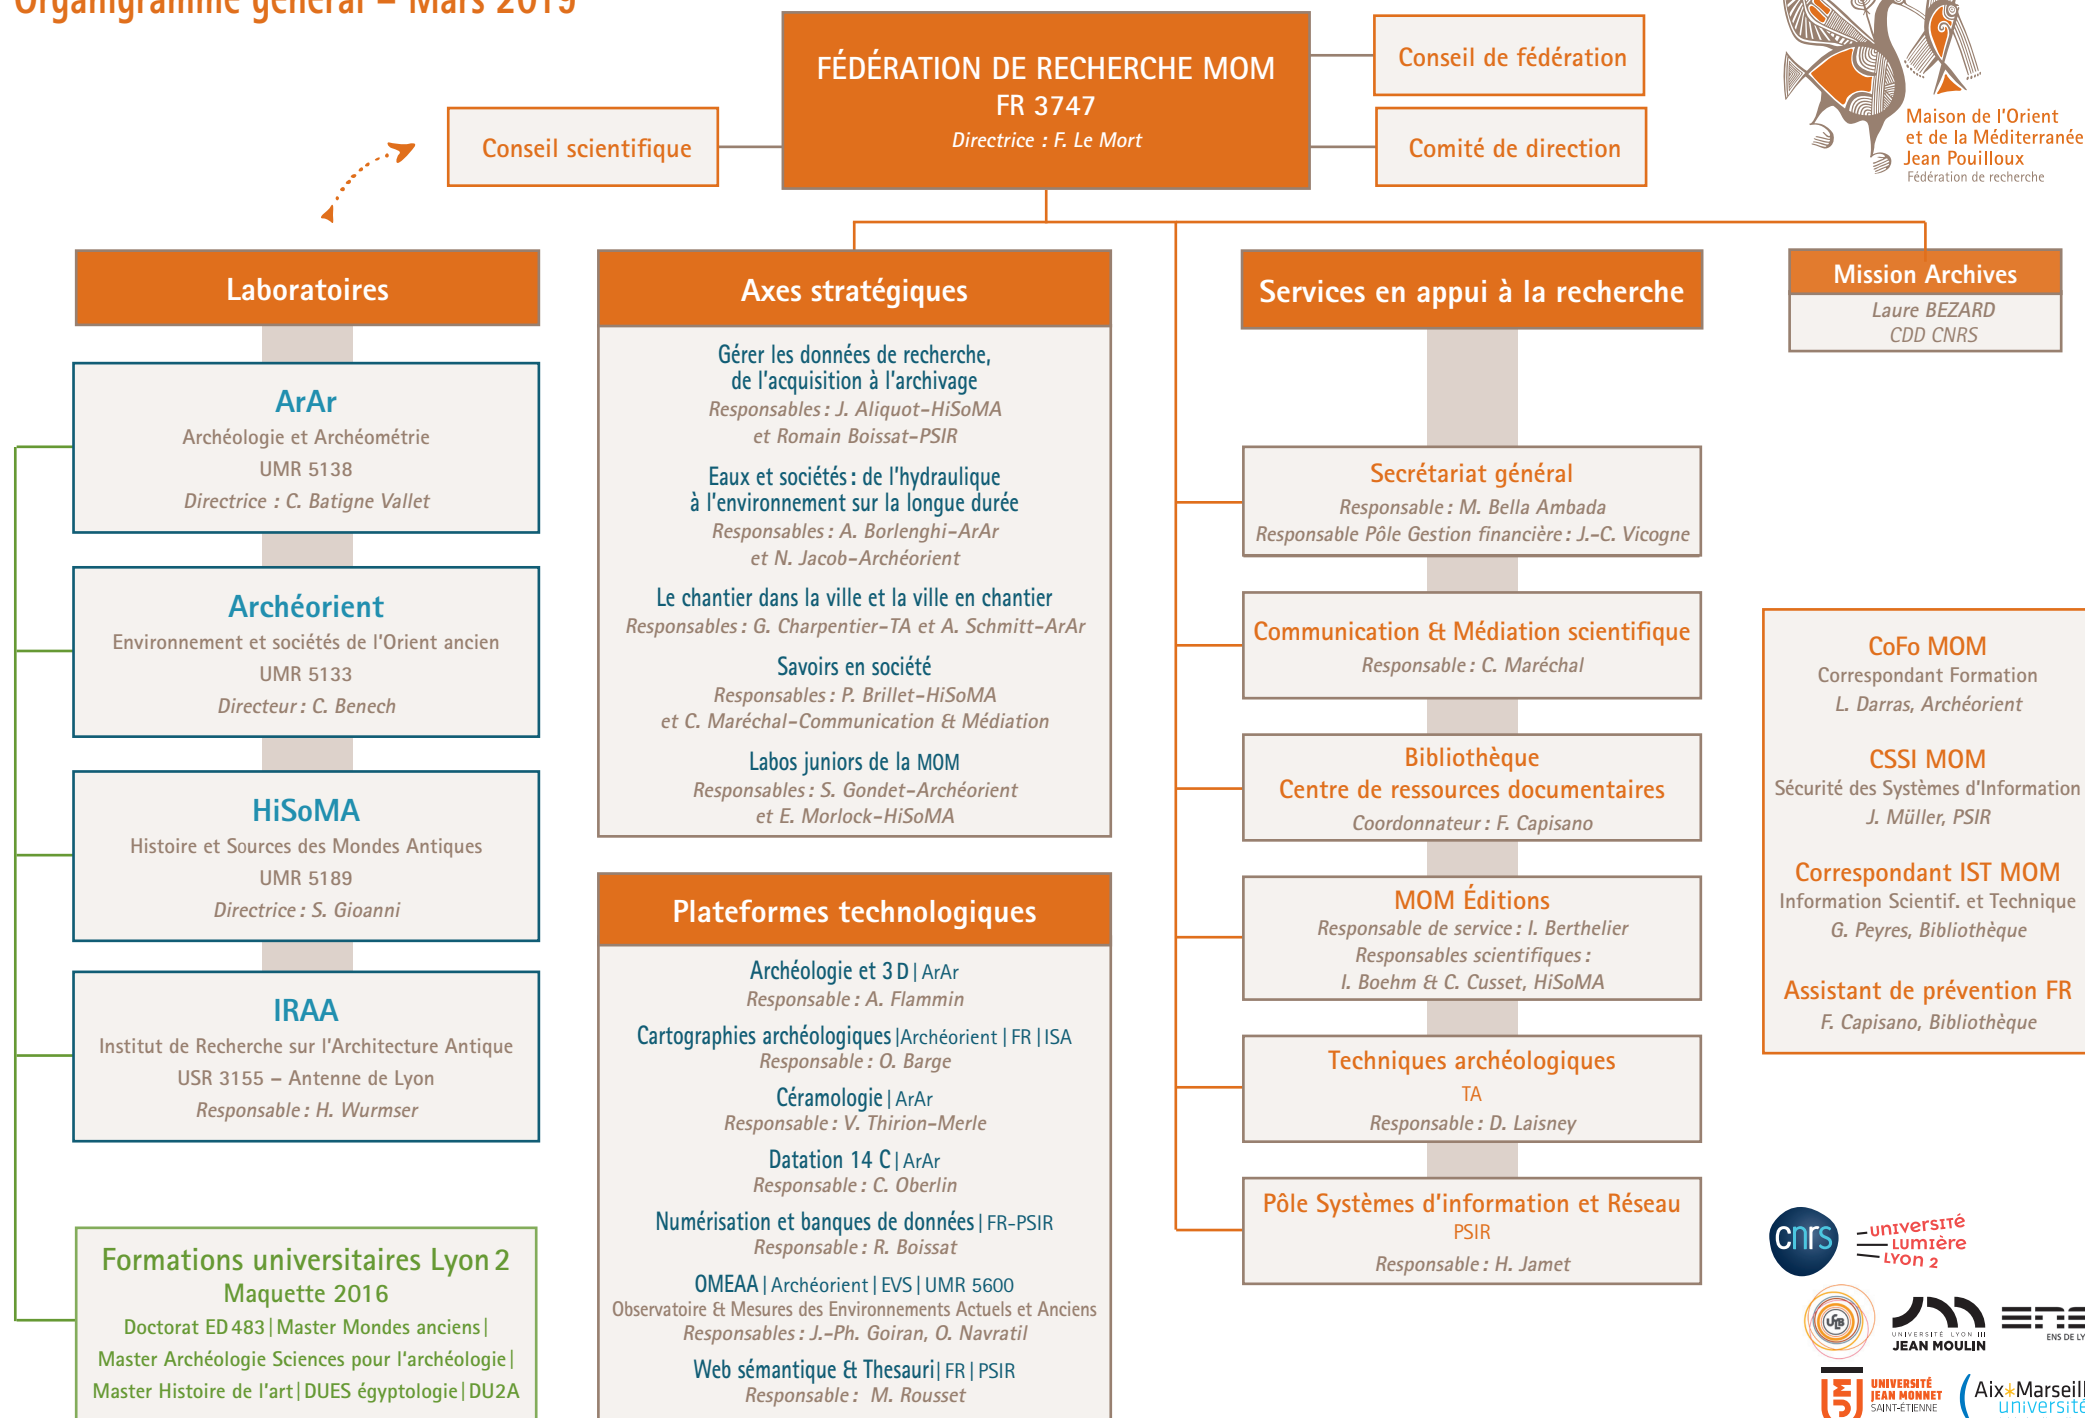 Organigramme général – Mars 2019
FÉDÉRATION DE RECHERCHE MOM
FR 3747
Directrice : F. Le Mort
Conseil scientifique
Conseil de fédération
Comité de direction
Maison de l'Orient
et de la Méditerranée
Jean Pouilloux
Fédération de recherche
Laboratoires
ArAr
Archéologie et Archéométrie
UMR 5138
Directrice : C. Batigne Vallet
Archéorient
Environnement et sociétés de l'Orient ancien
UMR 5133
Directeur : C. Benech
HiSoMA
Histoire et Sources des Mondes Antiques
UMR 5189
Directrice : S. Gioanni
IRAA
Institut de Recherche sur l'Architecture Antique
USR 3155 – Antenne de Lyon
Responsable : H. Wurmser
Formations universitaires Lyon 2
Maquette 2016
Doctorat ED 483 | Master Mondes anciens |
Master Archéologie Sciences pour l'archéologie |
Master Histoire de l'art | DUES égyptologie | DU2A
Axes stratégiques
Gérer les données de recherche,
de l'acquisition à l'archivage
Responsables : J. Aliquot-HiSoMA
et Romain Boissat-PSIR
Eaux et sociétés : de l'hydraulique
à l'environnement sur la longue durée
Responsables : A. Borlenghi-ArAr
et N. Jacob-Archéorient
Le chantier dans la ville et la ville en chantier
Responsables : G. Charpentier-TA et A. Schmitt-ArAr
Savoirs en société
Responsables : P. Brillet-HiSoMA
et C. Maréchal-Communication & Médiation
Labos juniors de la MOM
Responsables : S. Gondet-Archéorient
et E. Morlock-HiSoMA
Plateformes technologiques
Archéologie et 3 D | ArAr
Responsable : A. Flammin
Cartographies archéologiques | Archéorient | FR | ISA
Responsable : O. Barge
Céramologie | ArAr
Responsable : V. Thirion-Merle
Datation 14 C | ArAr
Responsable : C. Oberlin
Numérisation et banques de données | FR-PSIR
Responsable : R. Boissat
OMEAA | Archéorient | EVS | UMR 5600
Observatoire & Mesures des Environnements Actuels et Anciens
Responsables : J.-Ph. Goiran, O. Navratil
Web sémantique & Thesauri | FR | PSIR
Responsable : M. Rousset
Services en appui à la recherche
Secrétariat général
Responsable : M. Bella Ambada
Responsable Pôle Gestion financière : J.-C. Vicogne
Communication & Médiation scientifique
Responsable : C. Maréchal
Bibliothèque
Centre de ressources documentaires
Coordonnateur : F. Capisano
MOM Éditions
Responsable de service : I. Berthelier
Responsables scientifiques :
I. Boehm & C. Cusset, HiSoMA
Techniques archéologiques
TA
Responsable : D. Laisney
Pôle Systèmes d'information et Réseau
PSIR
Responsable : H. Jamet
Mission Archives
Laure BEZARD
CDD CNRS
CoFo MOM
Correspondant Formation
L. Darras, Archéorient
CSSI MOM
Sécurité des Systèmes d'Information
J. Müller, PSIR
Correspondant IST MOM
Information Scientif. et Technique
G. Peyres, Bibliothèque
Assistant de prévention FR
F. Capisano, Bibliothèque
cnrs
UNIVERSITÉ
LUMIÈRE
LYON 2
UNIVERSITÉ LYON III
JEAN MOULIN
ENS
ENS DE LY
UNIVERSITÉ
JEAN MONNET
SAINT-ÉTIENNE
Aix*Marseill
université